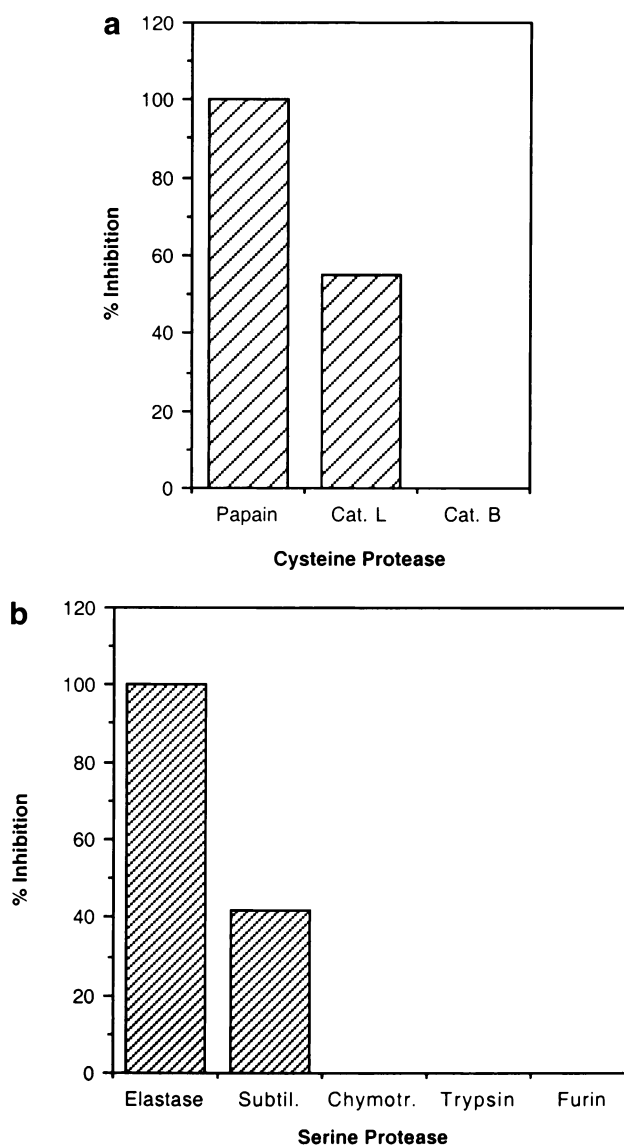 a
120
100
80
60
40
20
0
% Inhibition
Papain Cat. L Cat. B
Cysteine Protease
b
120
100
80
60
40
20
0
% Inhibition
Elastase Subtil. Chymotr. Trypsin Furin
Serine Protease